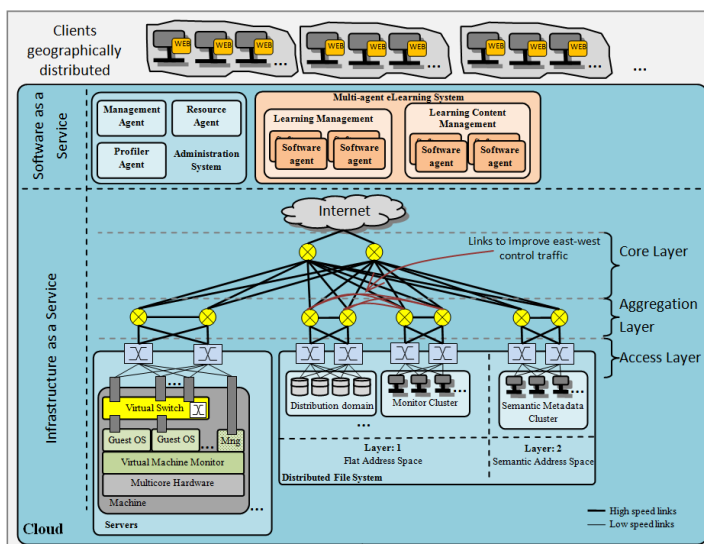 Clients
geographically
distributed
WEB WEB WEB ...
WEB WEB WEB ...
WEB WEB WEB ...
...
Software as a
Service
Management
Agent
Resource
Agent
Profiler
Agent
Administration
System
Multi-agent eLearning System
Learning Management
Software
agent
Software
agent
Learning Content
Management
Software
agent
Software
agent
Internet
Links to improve east-west
control traffic
Core Layer
Aggregation
Layer
Access Layer
Infrastructure as a Service
...
Virtual Switch
Guest OS
Guest OS
...
Mng
Virtual Machine Monitor
Multicore Hardware
Machine
...
Servers
Distribution domain
...
Monitor Cluster
...
Semantic Metadata
Cluster
...
Layer: 1
Flat Address Space
Layer: 2
Semantic Address Space
Distributed File System
High speed links
Low speed links
Cloud